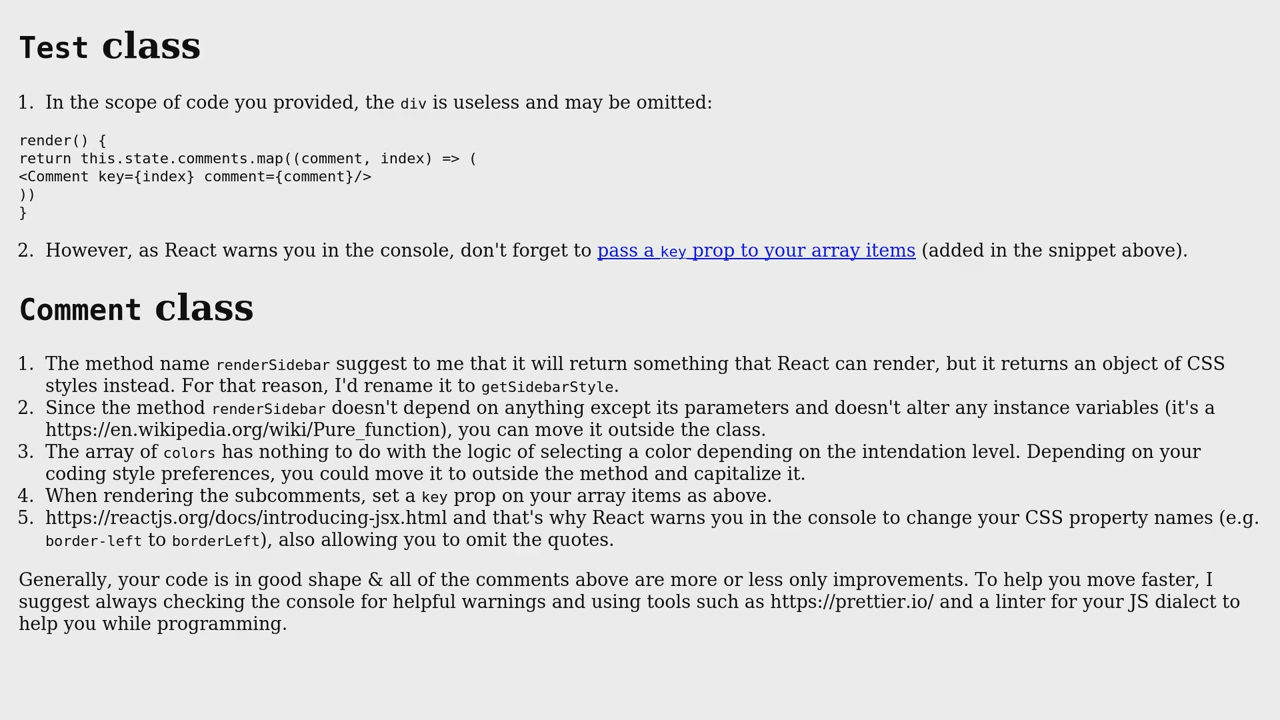 Test class
1. In the scope of code you provided, the div is useless and may be omitted:
render() {
return this.state.comments.map((comment, index) => (
<Comment key={index} comment={comment}/>
))
}
2. However, as React warns you in the console, don't forget to pass a key prop to your array items (added in the snippet above).
Comment class
1. The method name renderSidebar suggest to me that it will return something that React can render, but it returns an object of CSS
styles instead. For that reason, I'd rename it to getSidebarStyle.
2. Since the method renderSidebar doesn't depend on anything except its parameters and doesn't alter any instance variables (it's a
https://en.wikipedia.org/wiki/Pure_function), you can move it outside the class.
3. The array of colors has nothing to do with the logic of selecting a color depending on the intendation level. Depending on your
coding style preferences, you could move it to outside the method and capitalize it.
4. When rendering the subcomments, set a key prop on your array items as above.
5. https://reactjs.org/docs/introducing-jsx.html and that's why React warns you in the console to change your CSS property names (e.g.
border-left to borderLeft), also allowing you to omit the quotes.
Generally, your code is in good shape & all of the comments above are more or less only improvements. To help you move faster, I
suggest always checking the console for helpful warnings and using tools such as https://prettier.io/ and a linter for your JS dialect to
help you while programming.